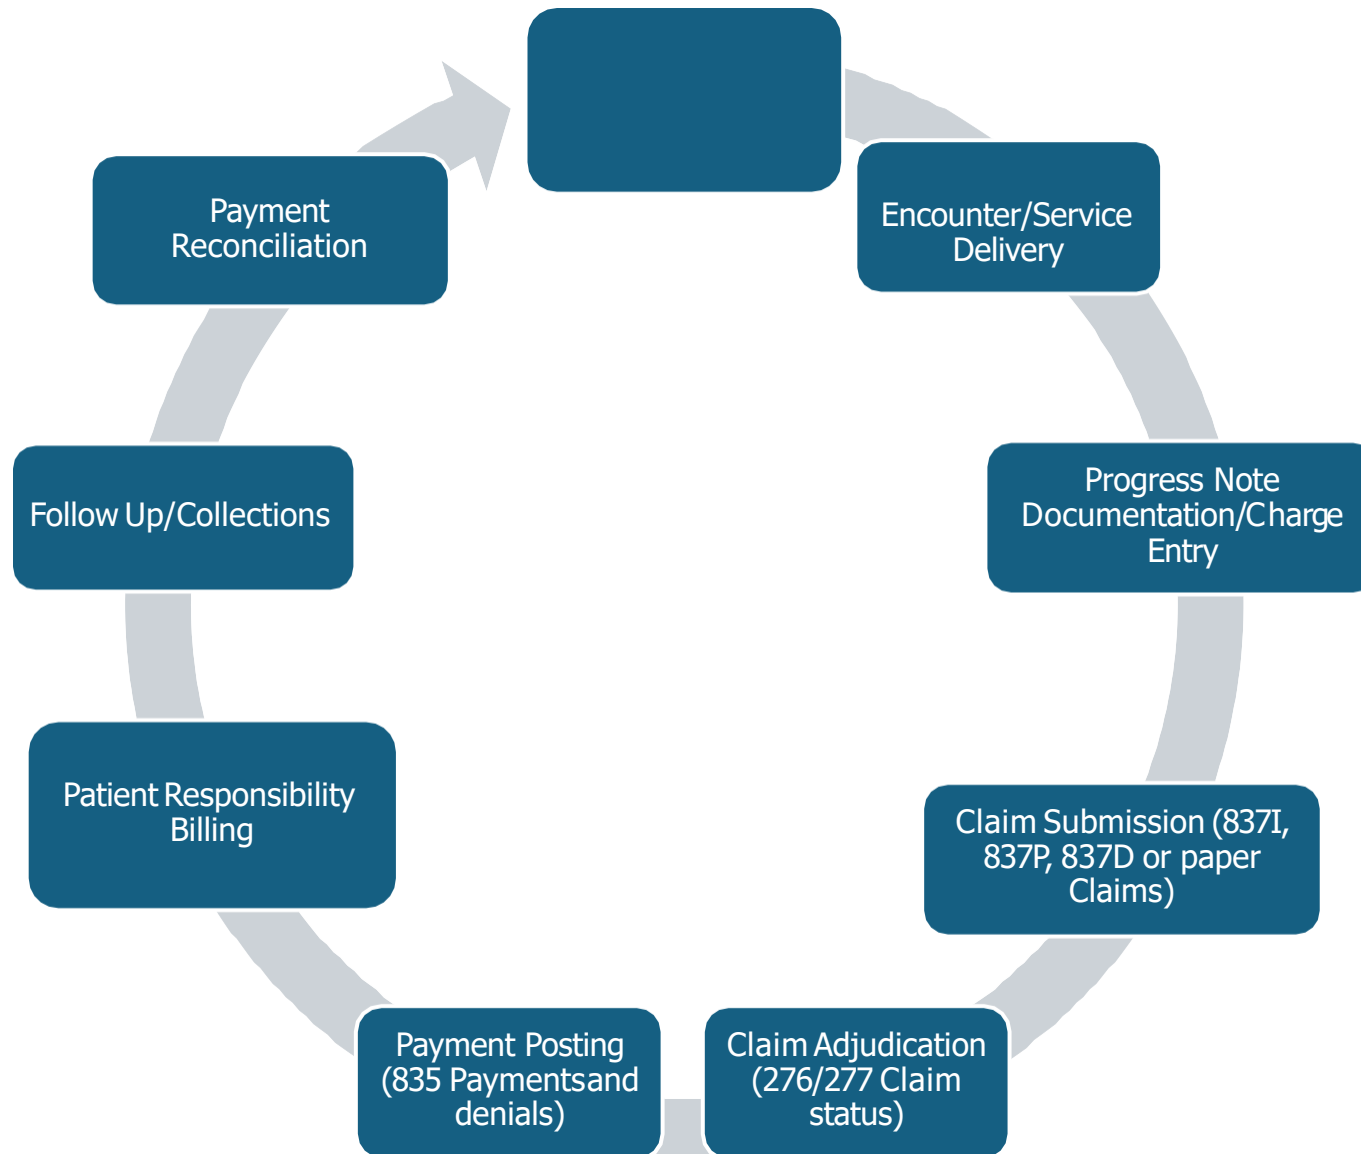 Encounter/Service
Delivery
Progress Note
Documentation/Charge
Entry
Claim Submission (837I,
837P, 837D or paper
Claims)
Claim Adjudication
(276/277 Claim
status)
Payment Posting
(835 Paymentsand
denials)
Patient Responsibility
Billing
Follow Up/Collections
Payment
Reconciliation